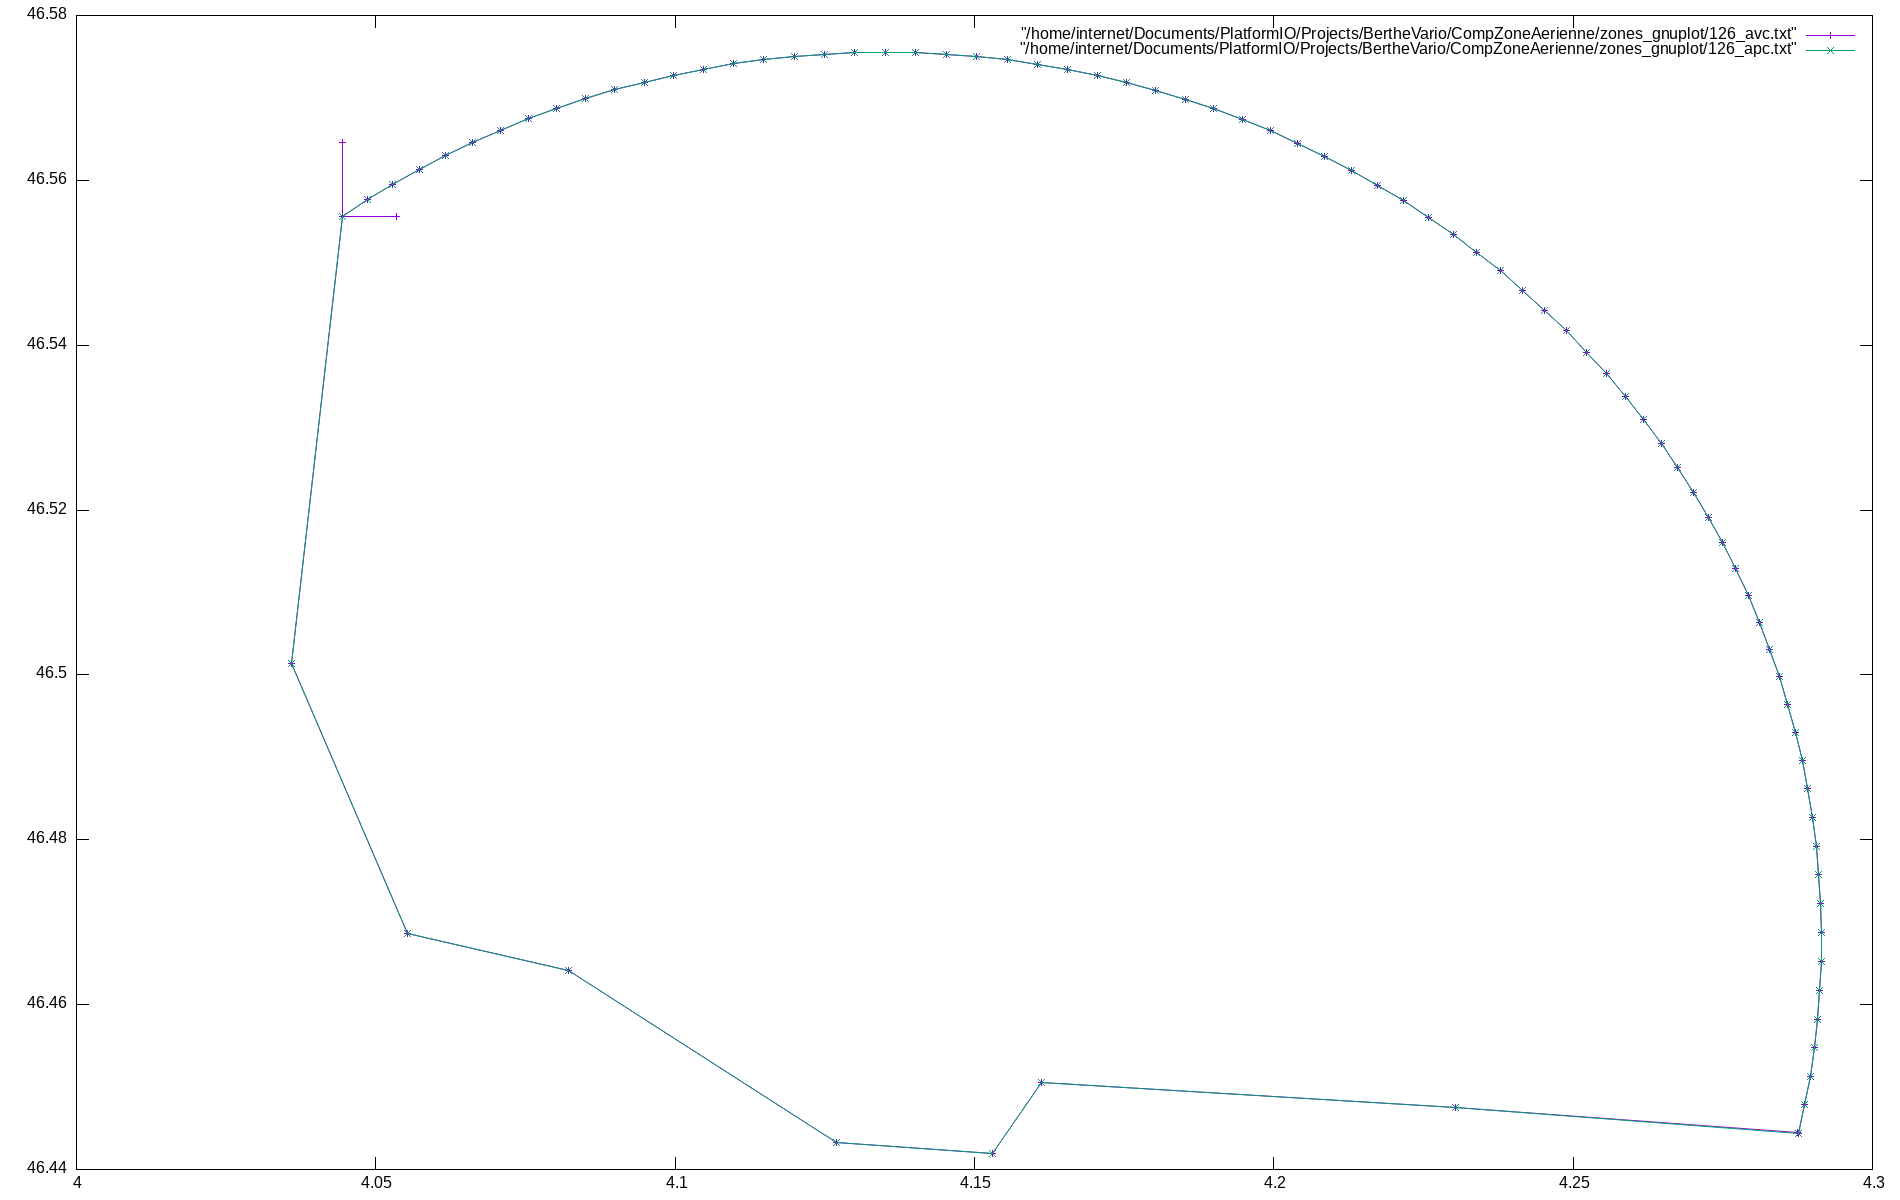 "/home/internet/Documents/PlatformIO/Projects/BertheVario/CompZoneAerienne/zones_gnuplot/126_avc.txt"
"/home/internet/Documents/PlatformIO/Projects/BertheVario/CompZoneAerienne/zones_gnuplot/126_apc.txt"
46.58
46.56
46.54
46.52
46.5
46.48
46.46
46.44
4 4.05 4.1 4.15 4.2 4.25 4.3